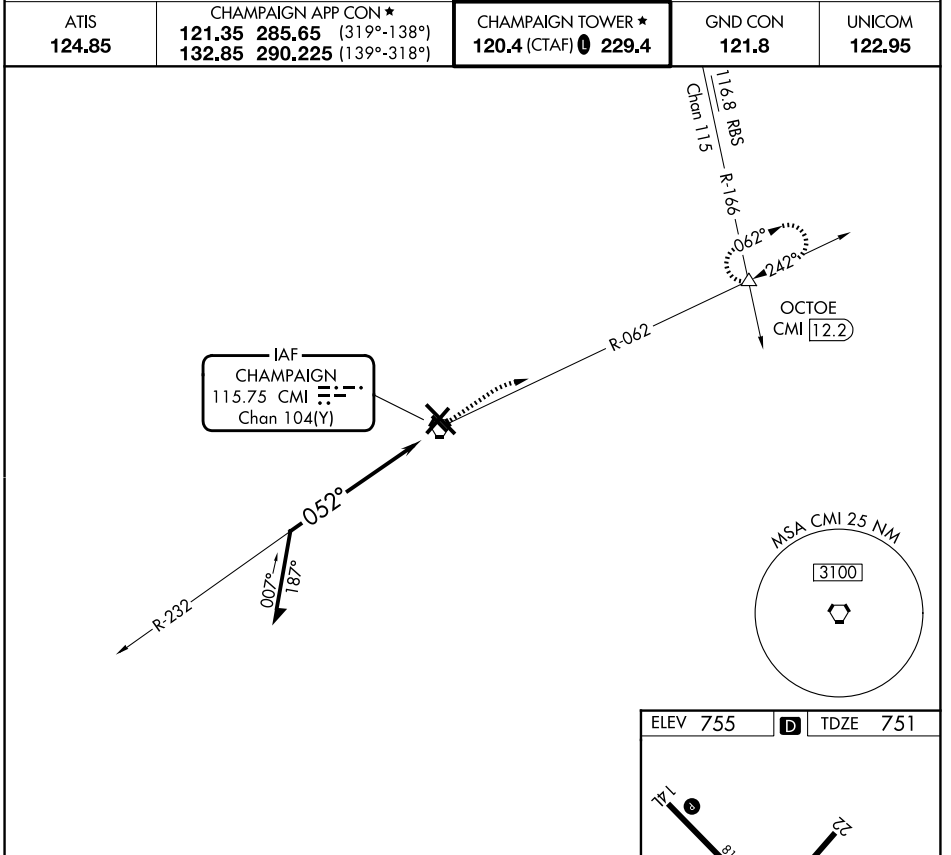 ATIS
124.85
CHAMPAIGN APP CON ★
121.35 285.65 (319°-138°)
132.85 290.225 (139°-318°)
CHAMPAIGN TOWER ★
120.4 (CTAF) L 229.4
GND CON
121.8
UNICOM
122.95
116.8 RBS
Chan 115
R-166
062°
242°
OCTOE
CMI 12.2
R-062
IAF
CHAMPAIGN
115.75 CMI
Chan 104(Y)
052°
007°
187°
R-232
MSA CMI 25 NM
3100
ELEV 755
D
TDZE 751
14L
P
18
22